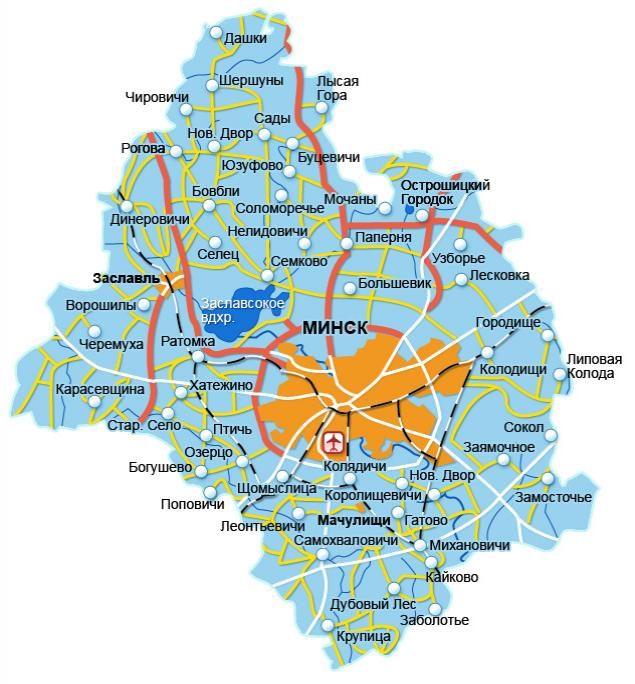 Дашки
Шершуны
Лысая
Гора
Чировичи
Сады
Нов. Двор
Рогова
Буцевичи
Юзуфово
Бовбли
Острошицкий
Городок
Мочаны
Соломоречье
Динеровичи
Нелидовичи
Паперня
Селец
Узборье
Семково
Заславль
Лесковка
Большевик
Заславсокое
вдхр.
Ворошилы
МИНСК
Городище
Черемуха
Ратомка
Липовая
Колода
Колодищи
Хатежино
Карасевщина
Стар. Село
Птичь
Сокол
Озерцо
Заямочное
Богушево
Колядичи
Нов. Двор
Щомыслица
Королищевичи
Замосточье
Поповичи
Леонтьевичи
Мачулищи
Гатово
Самохваловичи
Михановичи
Кайково
Дубовый Лес
Заболотье
Крупица